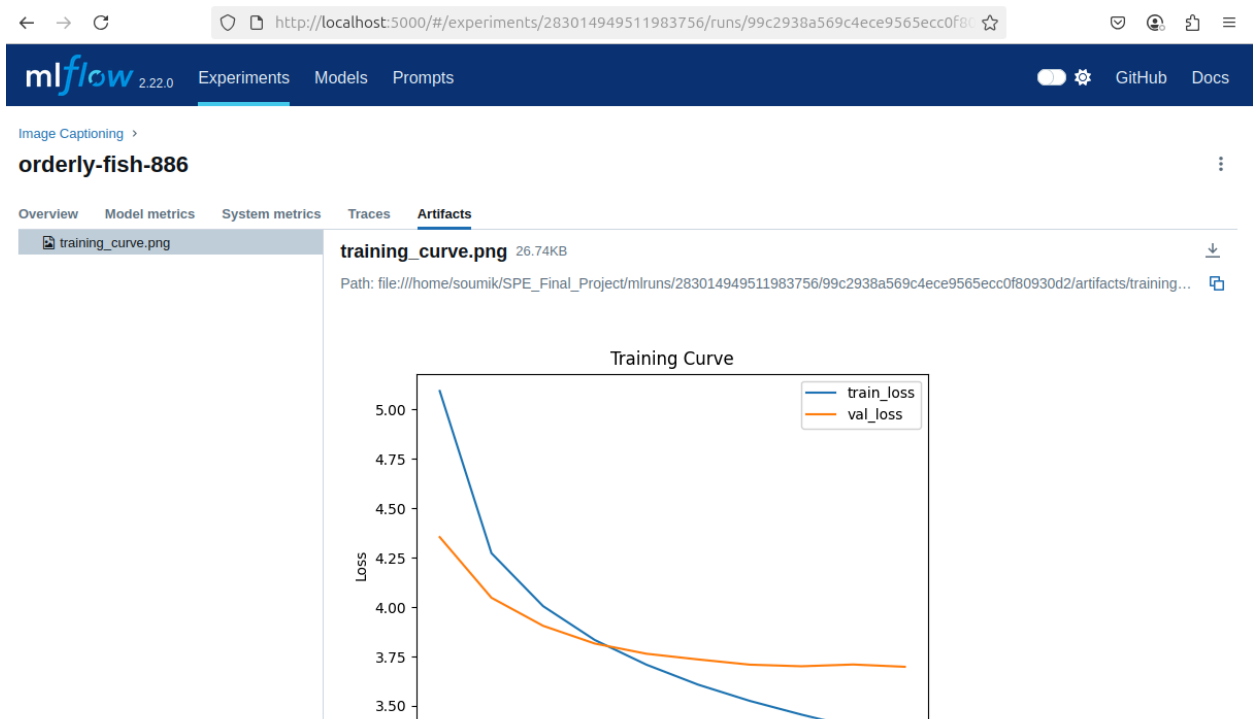 http://localhost:5000/#/experiments/283014949511983756/runs/99c2938a569c4ece9565ecc0f80
mlflow 2.22.0 Experiments Models Prompts GitHub Docs
Image Captioning >
orderly-fish-886
Overview Model metrics System metrics Traces Artifacts
training_curve.png
training_curve.png 26.74KB
Path: file:///home/soumik/SPE_Final_Project/mlruns/283014949511983756/99c2938a569c4ece9565ecc0f80930d2/artifacts/training…
Training Curve
train_loss
val_loss
5.00
4.75
4.50
4.25
4.00
3.75
3.50
Loss